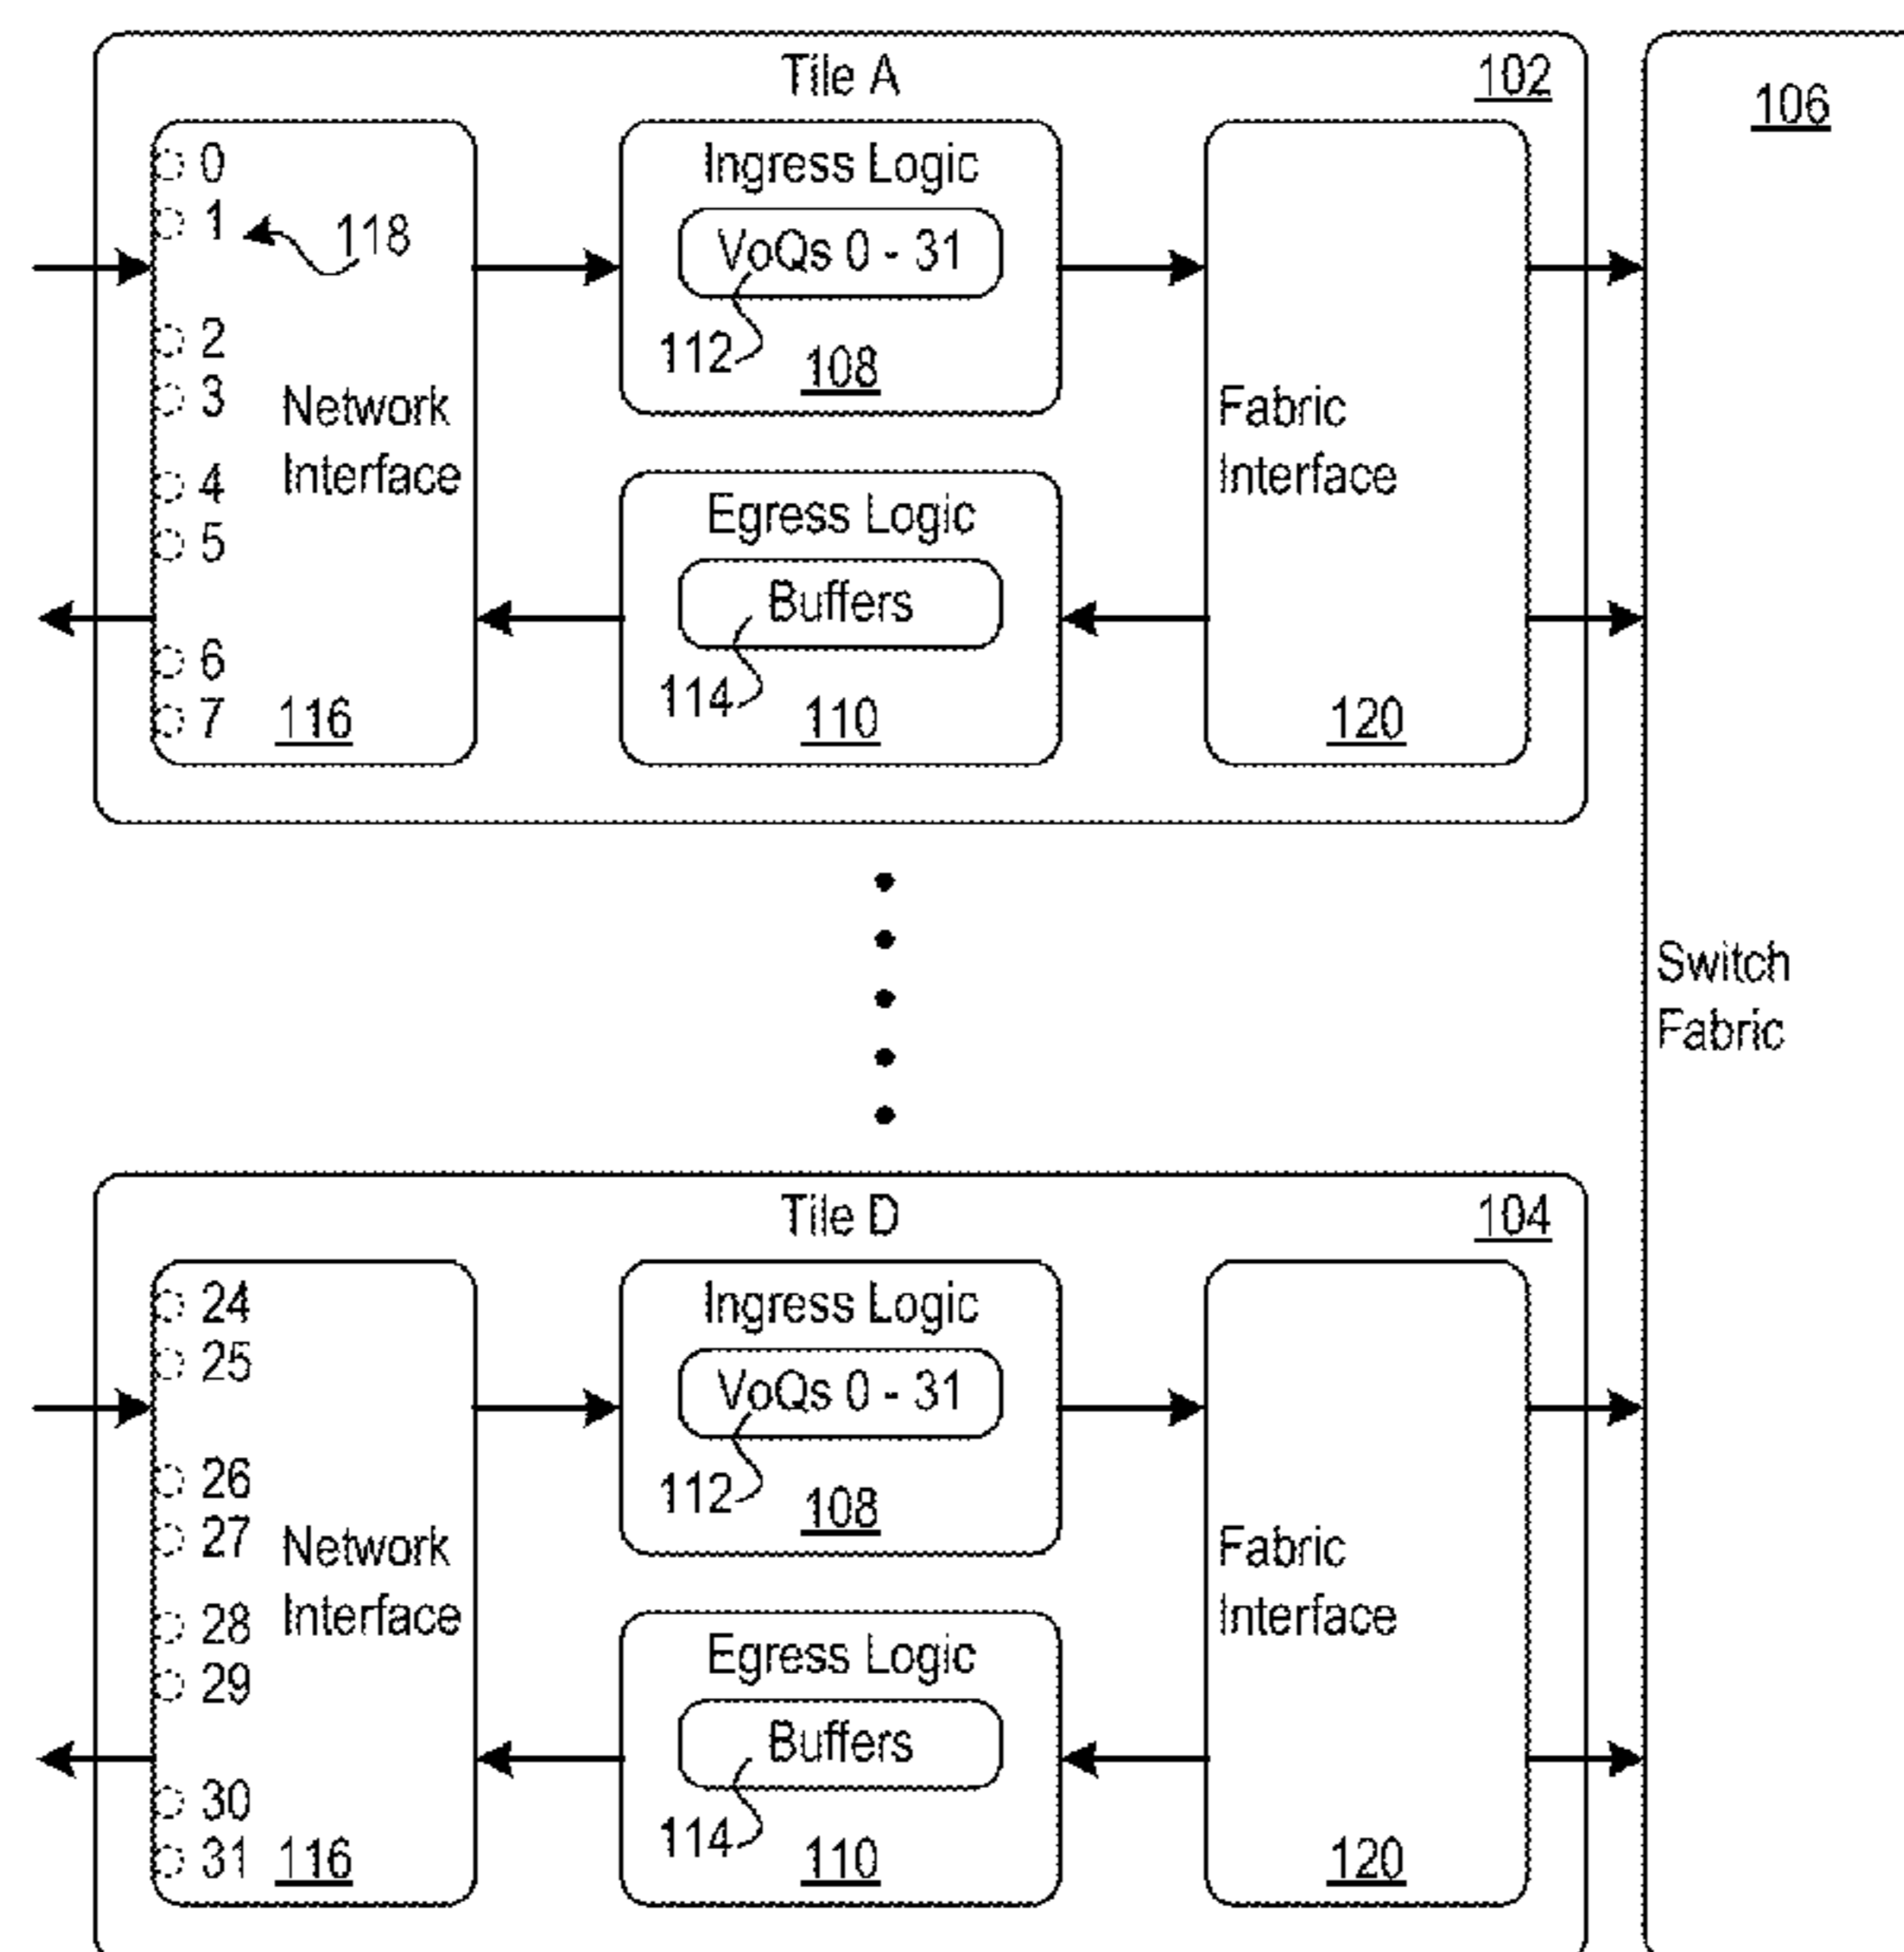 Tile A
102
106
0
1
118
2
3
4
5
6
7
Network
Interface
116
Ingress Logic
VoQs 0 - 31
112
108
Egress Logic
Buffers
114
110
Fabric
Interface
120
Switch
Fabric
Tile D
104
24
25
26
27
28
29
30
31
Network
Interface
116
Ingress Logic
VoQs 0 - 31
112
108
Egress Logic
Buffers
114
110
Fabric
Interface
120